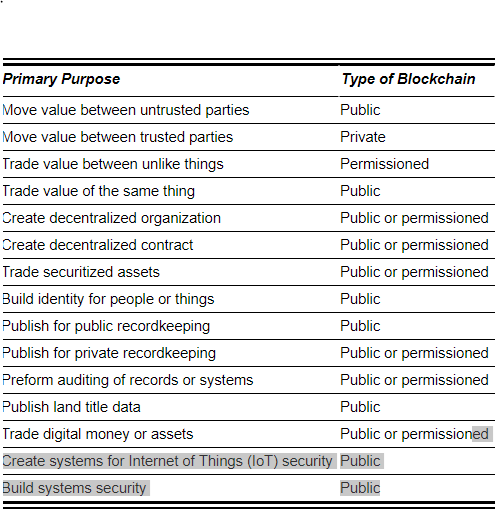 Primary Purpose Type of Blockchain
Move value between untrusted parties Public
Move value between trusted parties Private
Trade value between unlike things Permissioned
Trade value of the same thing Public
Create decentralized organization Public or permissioned
Create decentralized contract Public or permissioned
Trade securitized assets Public or permissioned
Build identity for people or things Public
Publish for public recordkeeping Public
Publish for private recordkeeping Public or permissioned
Preform auditing of records or systems Public or permissioned
Publish land title data Public
Trade digital money or assets Public or permissioned
Create systems for Internet of Things (IoT) security Public
Build systems security Public